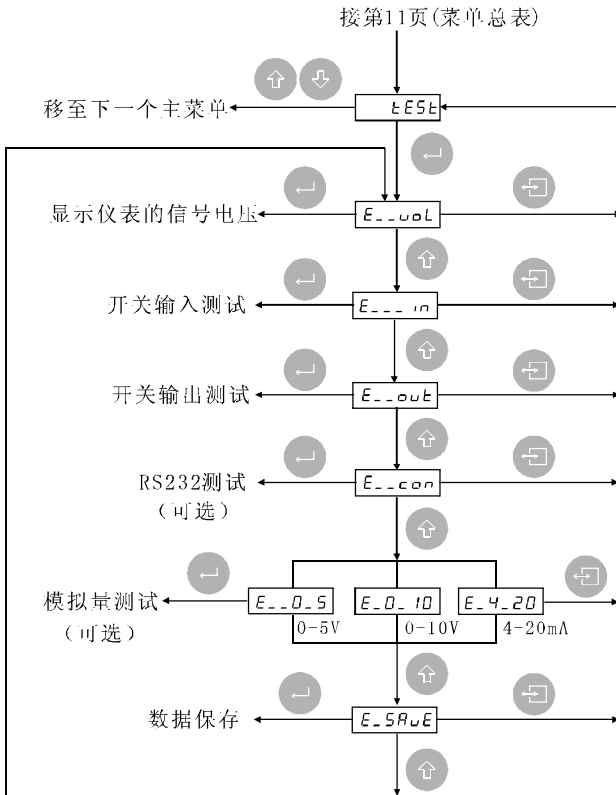 接第11页(菜单总表)
移至下一个主菜单
tESt
显示仪表的信号电压
E__voL
开关输入测试
E___in
开关输出测试
E__out
RS232测试
(可选)
E__con
模拟量测试
(可选)
E__0_5
E_0_10
E_4_20
0-5V
0-10V
4-20mA
数据保存
E_SAvE